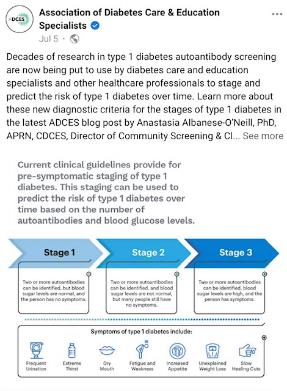 ADCES
Association of Diabetes Care & Education
Specialists
Jul 5 ·
Decades of research in type 1 diabetes autoantibody screening
are now being put to use by diabetes care and education
specialists and other healthcare professionals to stage and
predict the risk of type 1 diabetes over time. Learn more about
these new diagnostic criteria for the stages of type 1 diabetes in
the latest ADCES blog post by Anastasia Albanese-O'Neill, PhD,
APRN, CDCES, Director of Community Screening & Cl... See more
Current clinical guidelines provide for
pre-symptomatic staging of type 1
diabetes. This staging can be used to
predict the risk of type 1 diabetes over
time based on the number of
autoantibodies and blood glucose levels.
Stage 1
Stage 2
Stage 3
Two or more autoantibodies
can be identified, but blood
sugar levels are normal, and
the person has no symptoms.
Two or more autoantibodies
can be identified, and blood
sugar levels are not normal,
but many people still have
no symptoms.
Two or more autoantibodies
can be identified, blood
sugar levels are high, and the
person has symptoms.
Symptoms of type 1 diabetes include:
Frequent
Urination
Extreme
Thirst
Dry
Mouth
Fatigue and
Weakness
Increased
Appetite
Unexplained
Weight Loss
Slow
Healing Cuts